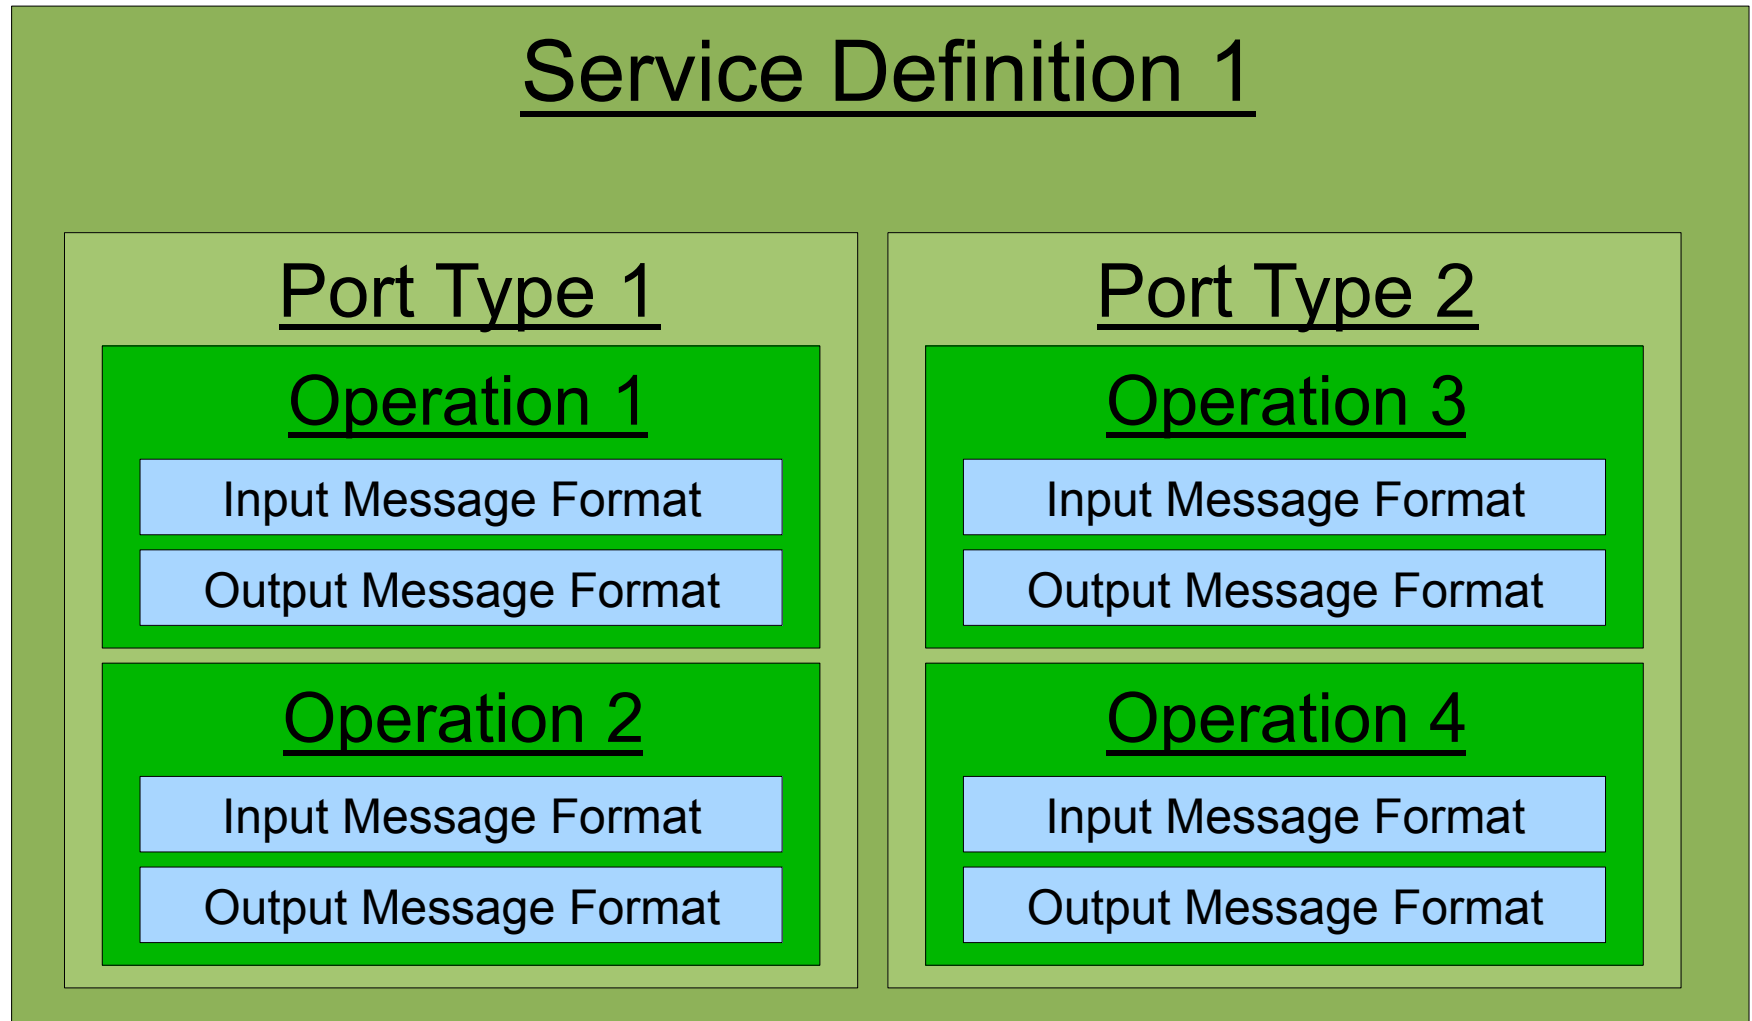 Service Definition 1
Port Type 1
Operation 1
Input Message Format
Output Message Format
Operation 2
Input Message Format
Output Message Format
Port Type 2
Operation 3
Input Message Format
Output Message Format
Operation 4
Input Message Format
Output Message Format